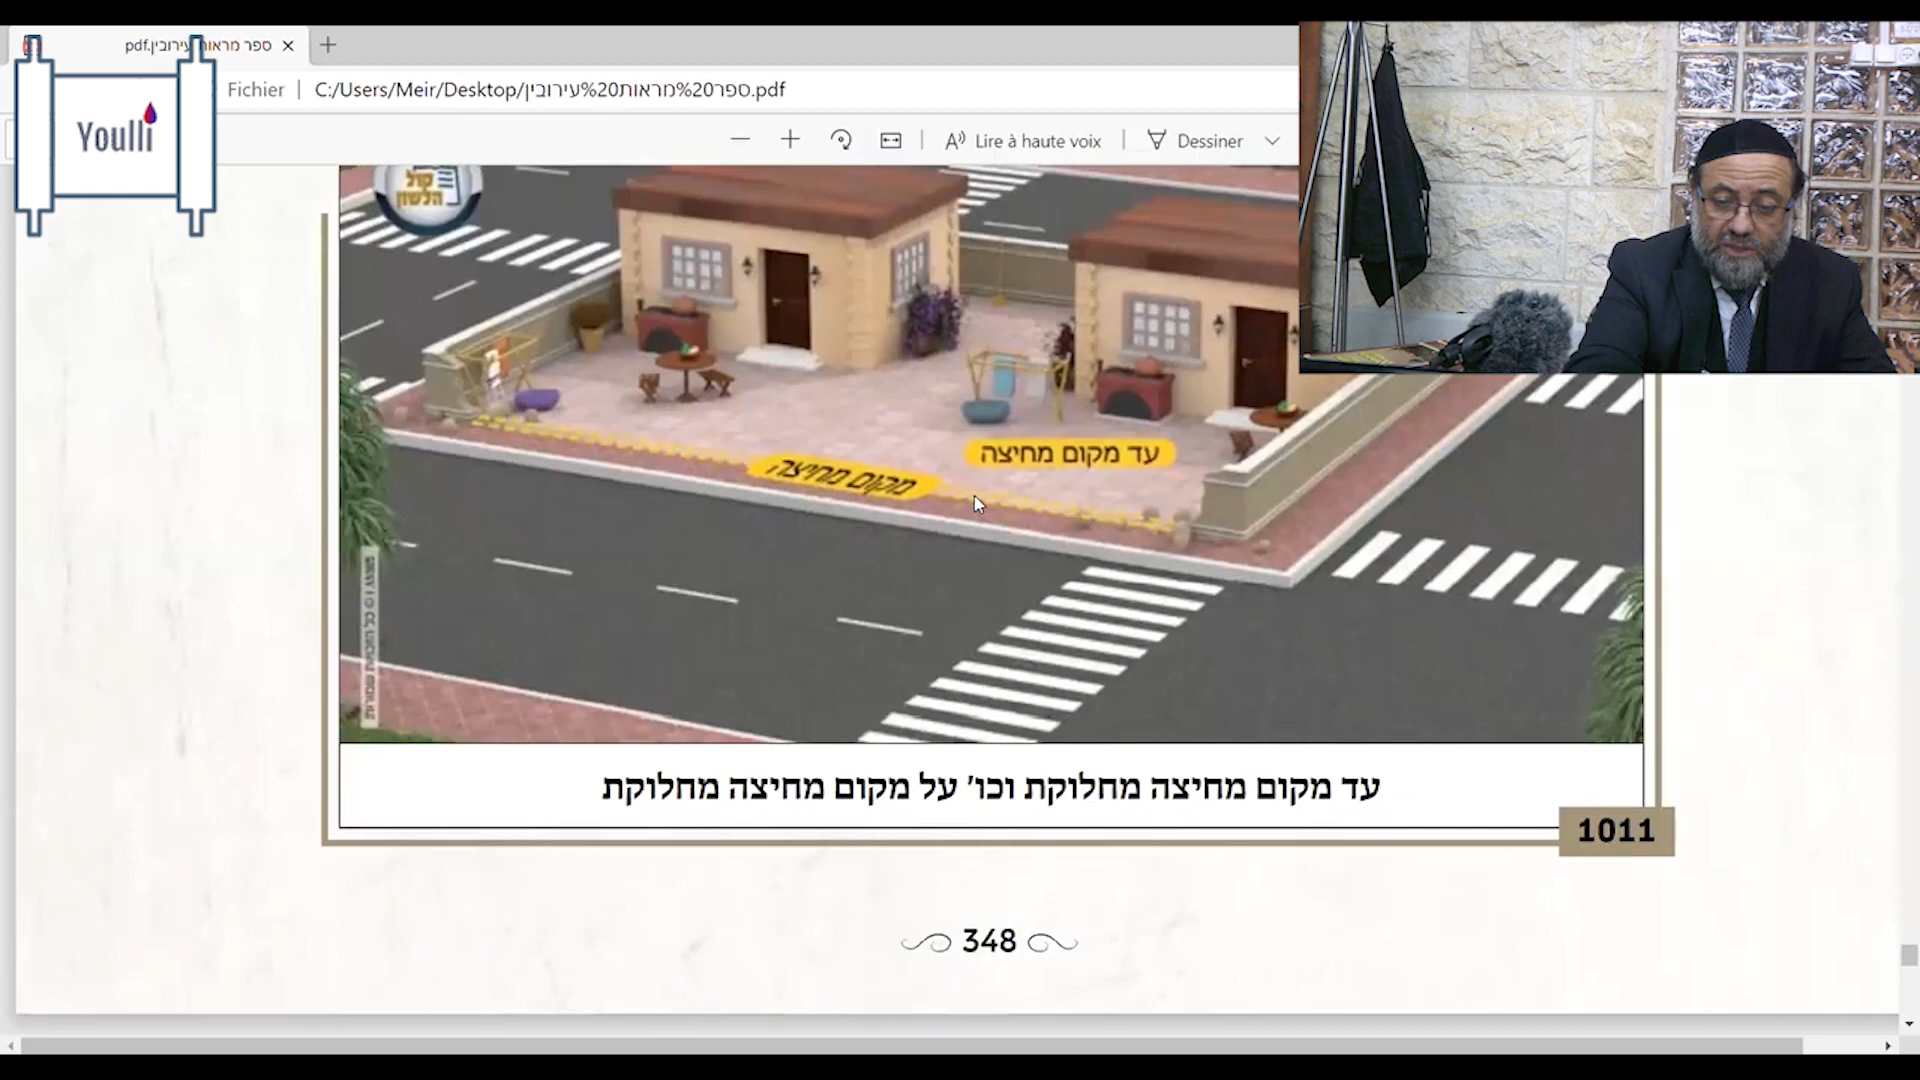 ספר מראות עירובין.pdf
Youlli
Fichier
C:/Users/Meir/Desktop/ספר%20מראות%20עירובין.pdf
Lire à haute voix
Dessiner
קול
הלשון
עד מקום מחיצה
מקום מחיצה
עד מקום מחיצה מחלוקת וכו' על מקום מחיצה מחלוקת
1011
348